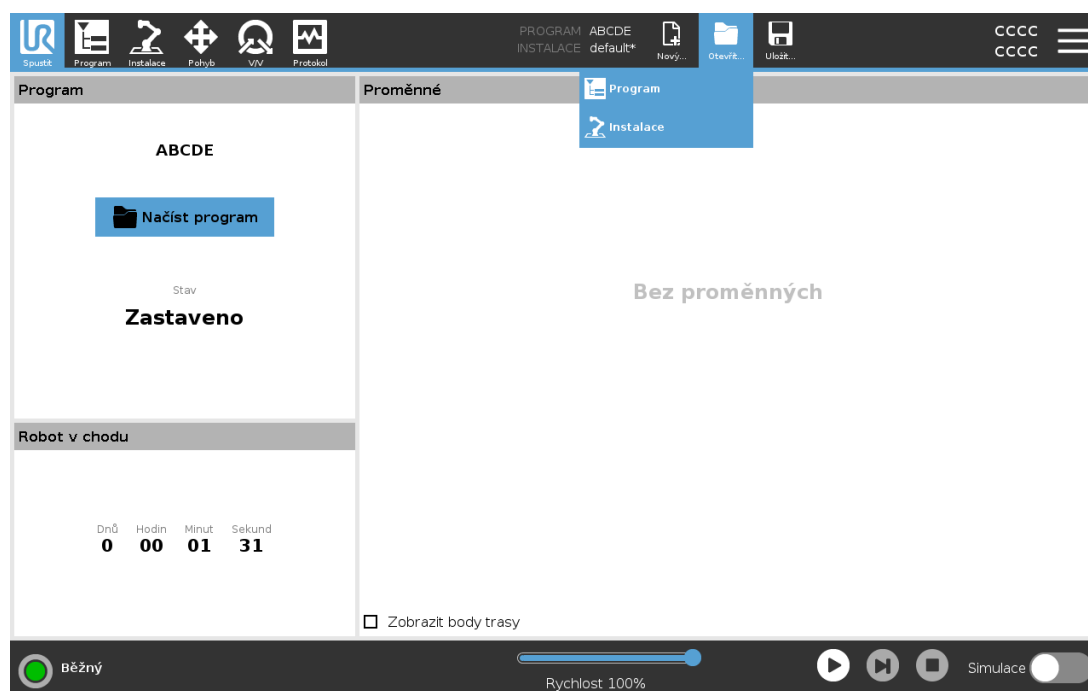 Spustit
Program
Instalace
Pohyb
V/V
Protokol
PROGRAM ABCDE
INSTALACE default*
Nový...
Otevřít...
Uložit...
CCCC
CCCC
Program
Instalace
Program
Proměnné
ABCDE
Načíst program
Stav
Zastaveno
Bez proměnných
Robot v chodu
Dnů Hodin Minut Sekund
0 00 01 31
Zobrazit body trasy
Běžný
Rychlost 100%
Simulace